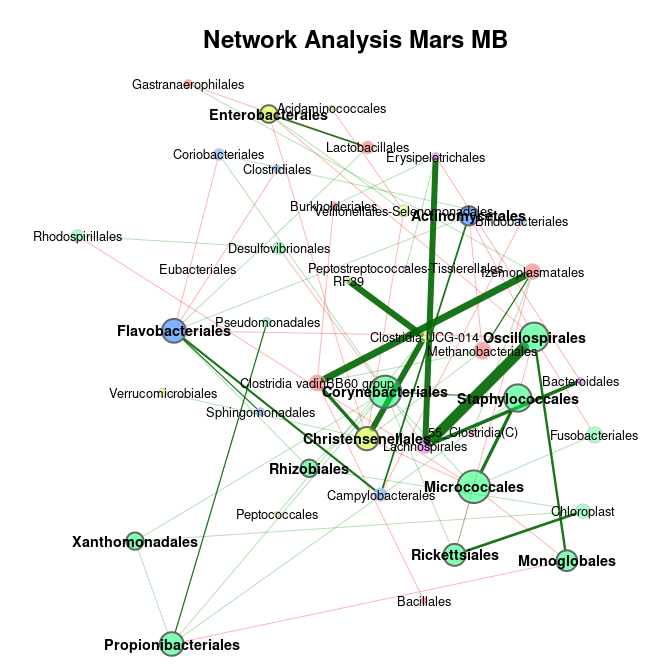 Network Analysis Mars MB
Gastranaerophilales
Acidaminococcales
Enterobacterales
Lactobacillales
Coriobacteriales
Erysipelotrichales
Clostridiales
Burkholderiales
Veillonellales-Selenomonadales
Actinomycetales
Bifidobacteriales
Rhodospirillales
Desulfovibrionales
Eubacteriales
Peptostreptococcales-Tissierellales
Izemoplasmatales
RF39
Pseudomonadales
Flavobacteriales
Clostridia UCG-014
Oscillospirales
Methanobacteriales
Clostridia vadinBB60 group
Bacteroidales
Verrucomicrobiales
Corynebacteriales
Staphylococcales
Sphingomonadales
55
Clostridia(C)
Fusobacteriales
Christensenellales
Lachnospirales
Rhizobiales
Micrococcales
Campylobacterales
Peptococcales
Chloroplast
Xanthomonadales
Rickettsiales
Monoglobales
Bacillales
Propionibacteriales